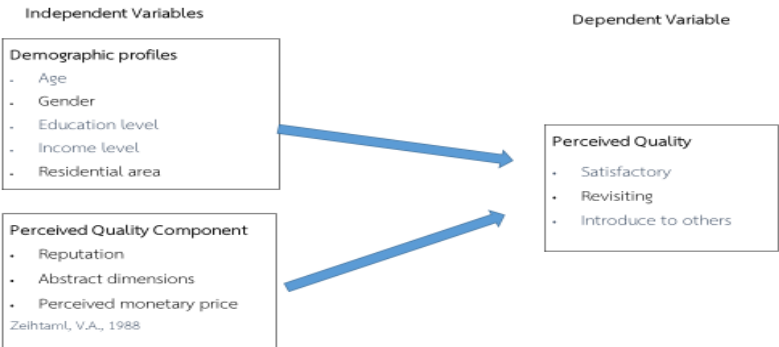 Independent Variables
Dependent Variable
Demographic profiles
. Age
. Gender
. Education level
. Income level
. Residential area
Perceived Quality Component
. Reputation
. Abstract dimensions
. Perceived monetary price
Zeihtaml, V.A., 1988
Perceived Quality
. Satisfactory
. Revisiting
. Introduce to others